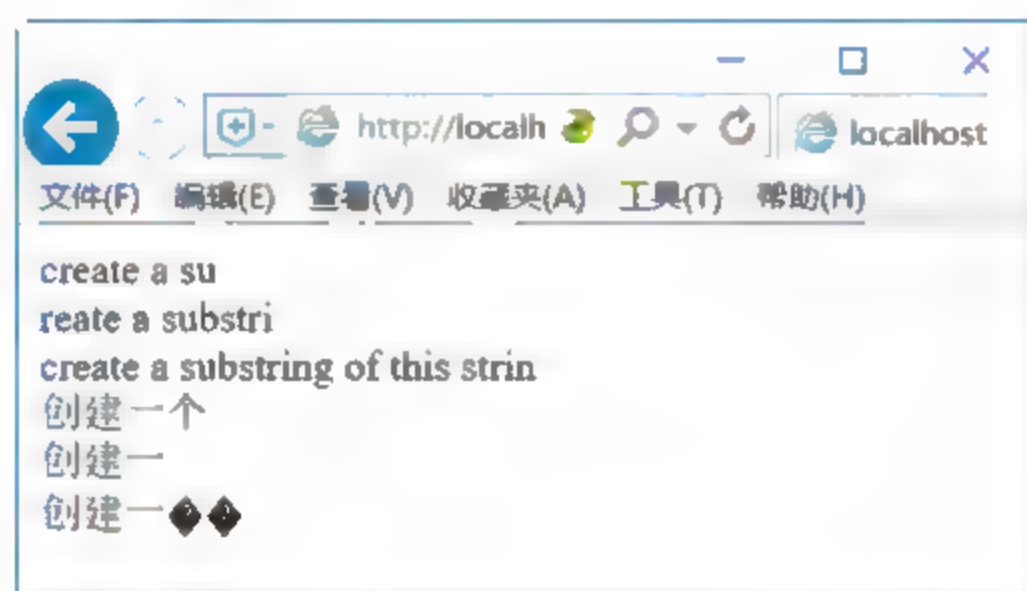 http://localh
localhost
文件(F) 编辑(E) 查看(V) 收藏夹(A) 工具(T) 帮助(H)
create a su
reate a substri
create a substring of this strin
创建一个
创建一
创建一��